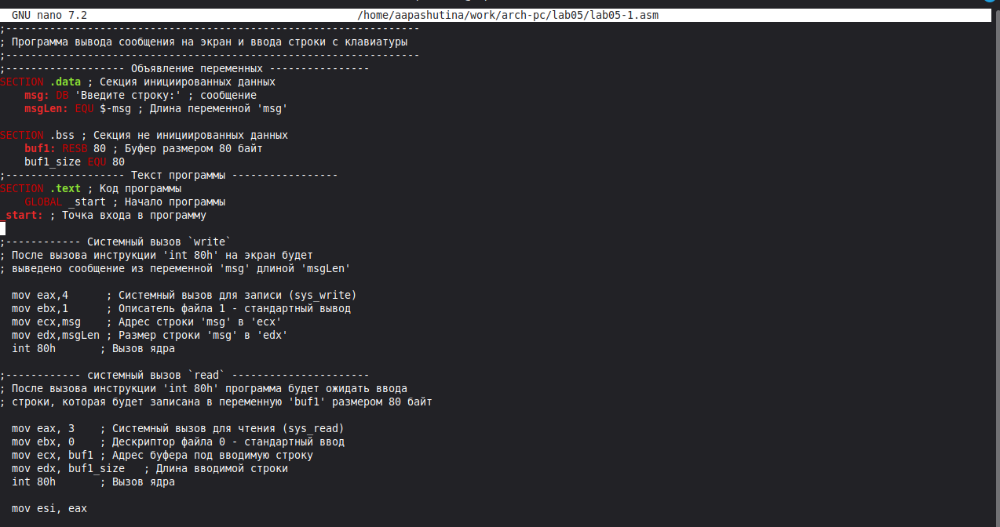 GNU nano 7.2 /home/aapashutina/work/arch-pc/lab05/lab05-1.asm
;------------------------------------------------------------------
; Программа вывода сообщения на экран и ввода строки с клавиатуры
;------------------------------------------------------------------
;------------------- Объявление переменных ----------------
SECTION .data ; Секция инициированных данных
    msg: DB 'Введите строку:' ; сообщение
    msgLen: EQU $-msg ; Длина переменной 'msg'
SECTION .bss ; Секция не инициированных данных
    buf1: RESB 80 ; Буфер размером 80 байт
    buf1_size EQU 80
;------------------- Текст программы -----------------
SECTION .text ; Код программы
    GLOBAL _start ; Начало программы
_start: ; Точка входа в программу
;------------ Системный вызов `write`
; После вызова инструкции 'int 80h' на экран будет
; выведено сообщение из переменной 'msg' длиной 'msgLen'
  mov eax,4      ; Системный вызов для записи (sys_write)
  mov ebx,1      ; Описатель файла 1 - стандартный вывод
  mov ecx,msg    ; Адрес строки 'msg' в 'ecx'
  mov edx,msgLen ; Размер строки 'msg' в 'edx'
  int 80h       ; Вызов ядра
;------------ системный вызов `read` ----------------------
; После вызова инструкции 'int 80h' программа будет ожидать ввода
; строки, которая будет записана в переменную 'buf1' размером 80 байт
  mov eax, 3    ; Системный вызов для чтения (sys_read)
  mov ebx, 0    ; Дескриптор файла 0 - стандартный ввод
  mov ecx, buf1 ; Адрес буфера под вводимую строку
  mov edx, buf1_size   ; Длина вводимой строки
  int 80h       ; Вызов ядра
  mov esi, eax